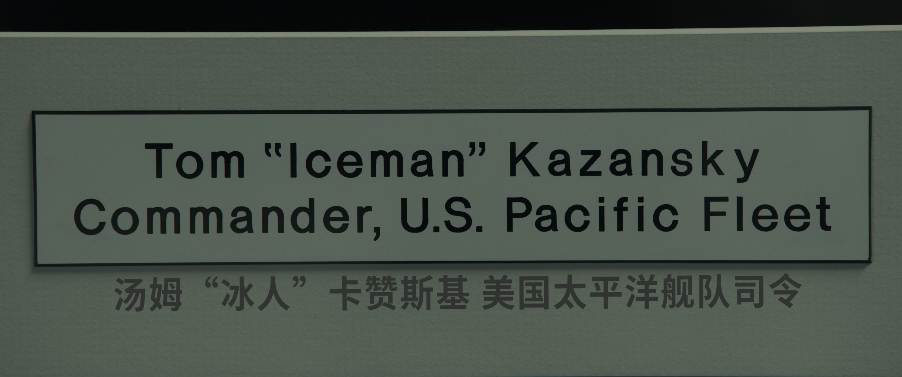 Tom “Iceman” Kazansky
Commander, U.S. Pacific Fleet
汤姆“冰人”卡赞斯基 美国太平洋舰队司令